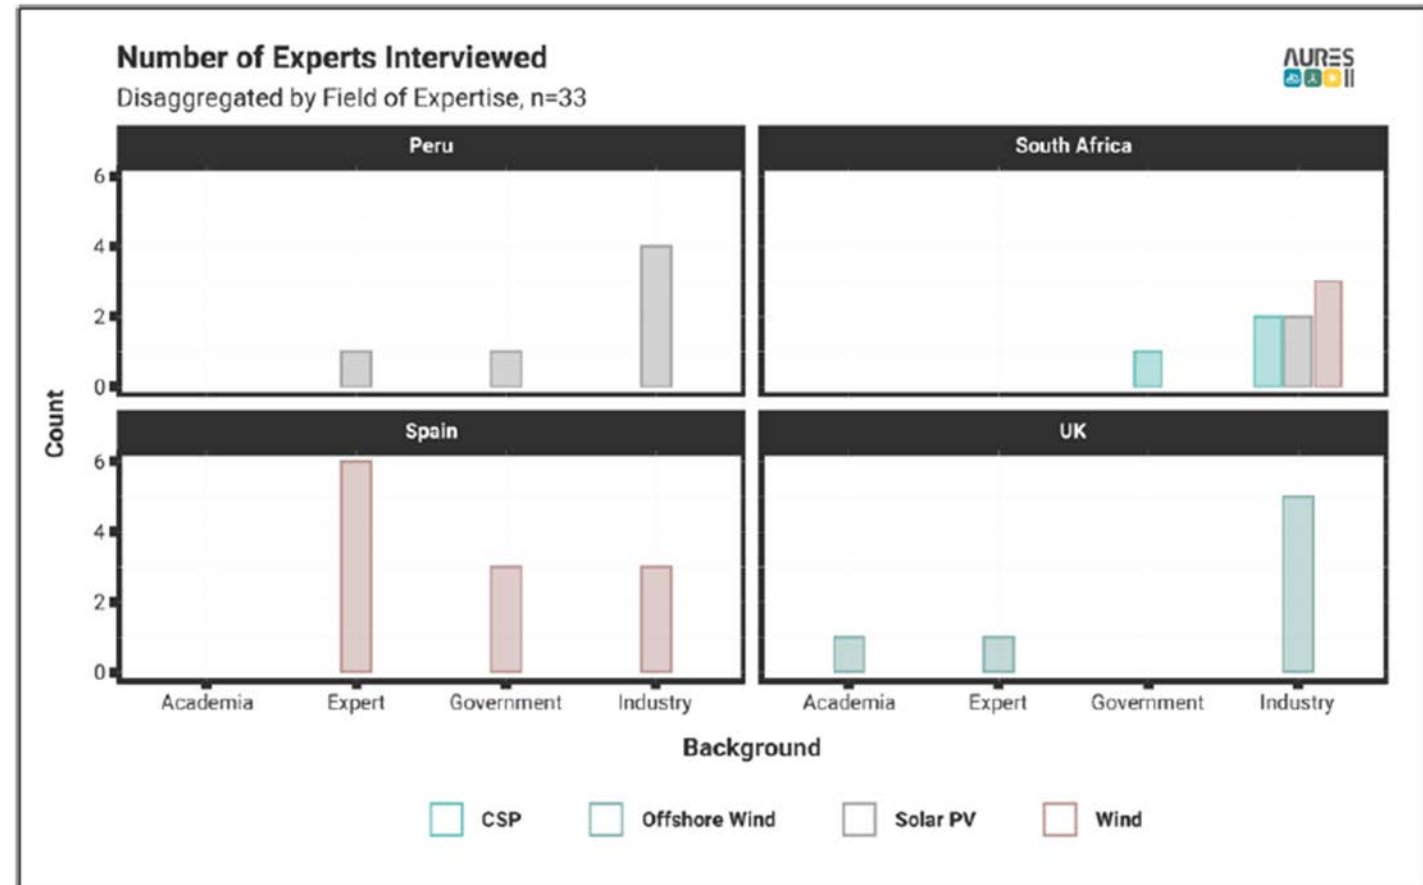 Number of Experts Interviewed
AURES
II
Disaggregated by Field of Expertise, n=33
Peru
South Africa
6
4
2
0
Count
Spain
UK
6
4
2
0
Academia Expert Government Industry
Academia Expert Government Industry
Background
CSP Offshore Wind Solar PV Wind